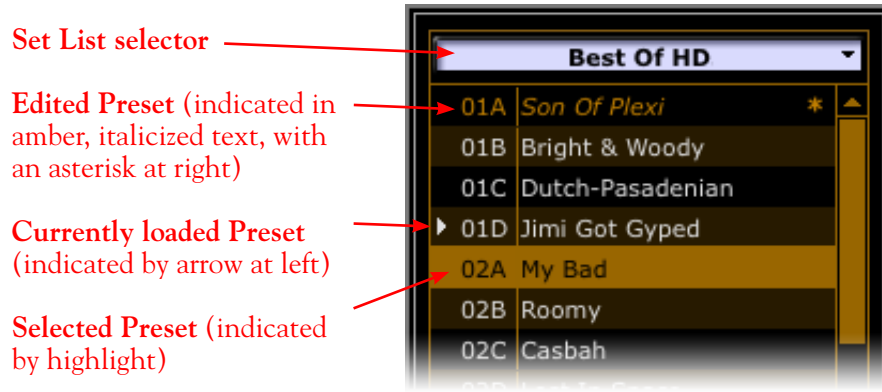 Set List selector
Best Of HD
Edited Preset (indicated in
amber, italicized text, with
an asterisk at right)
01A Son Of Plexi *
01B Bright & Woody
01C Dutch-Pasadenian
Currently loaded Preset
(indicated by arrow at left)
01D Jimi Got Gyped
02A My Bad
Selected Preset (indicated
by highlight)
02B Roomy
02C Casbah